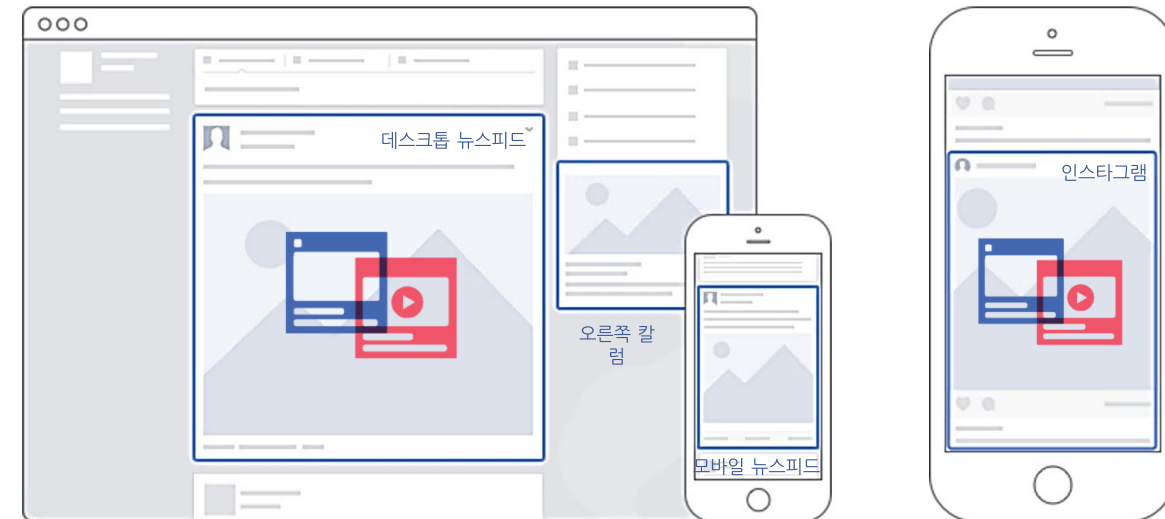 데스크톱 뉴스피드
인스타그램
오른쪽 칼
럼
모바일 뉴스피드